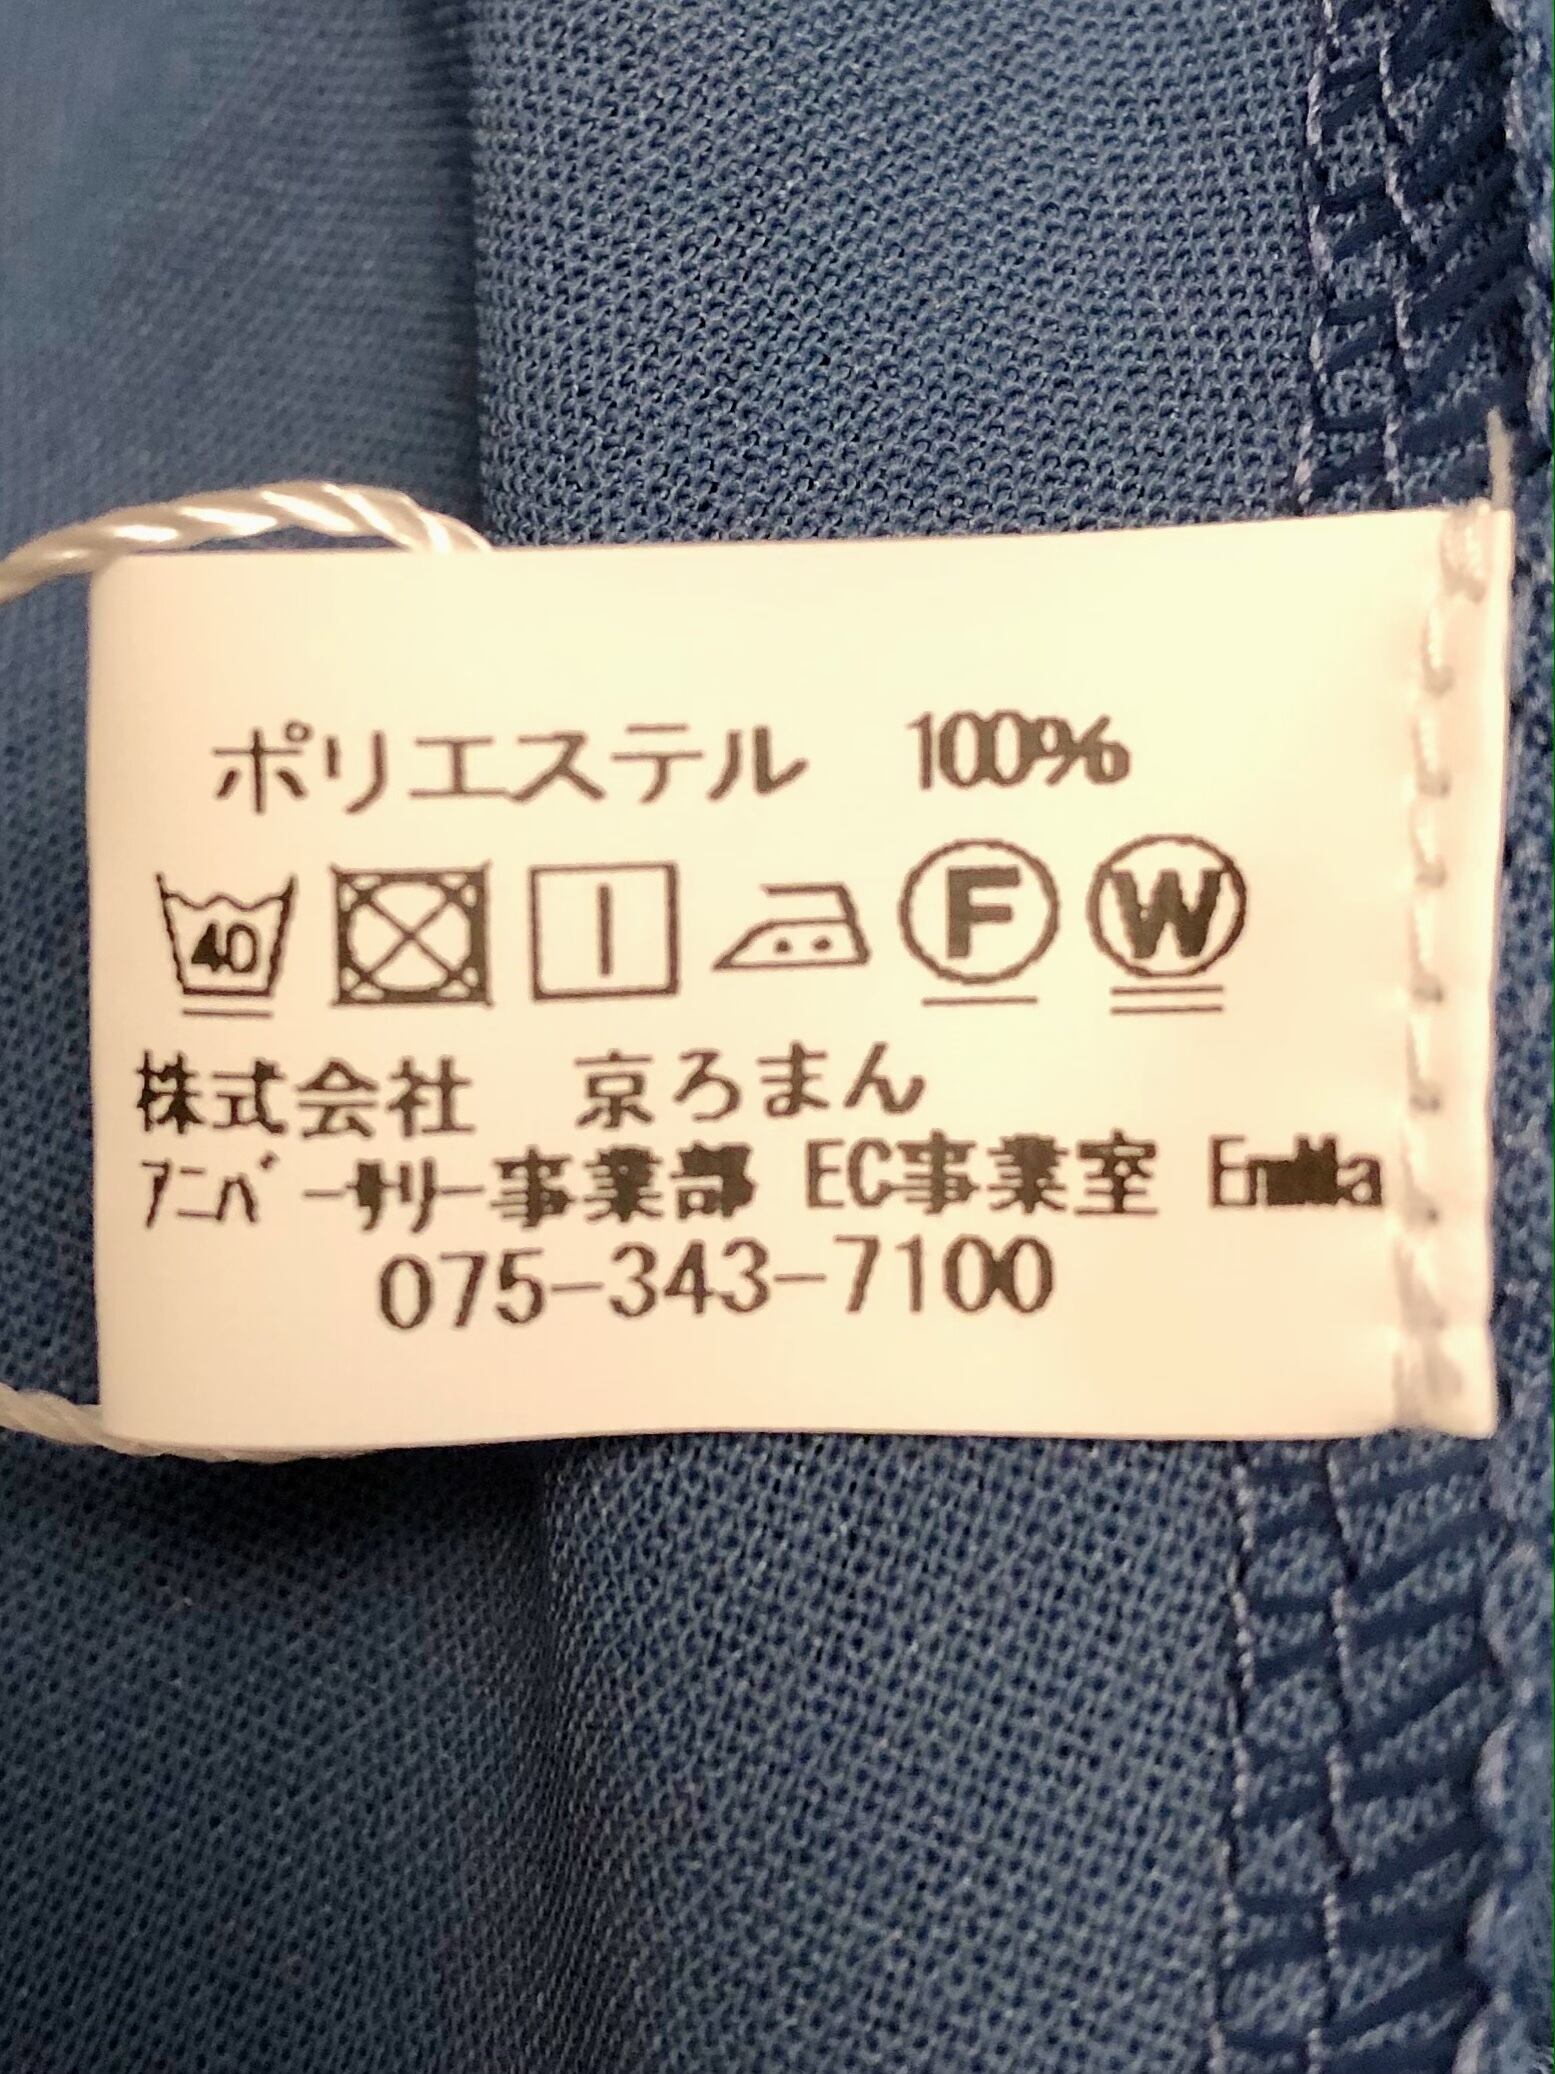 ポリエステル 100%
40
F W
株式会社 京ろまん
アニバーサリー事業部 EC事業室
075-343-7100